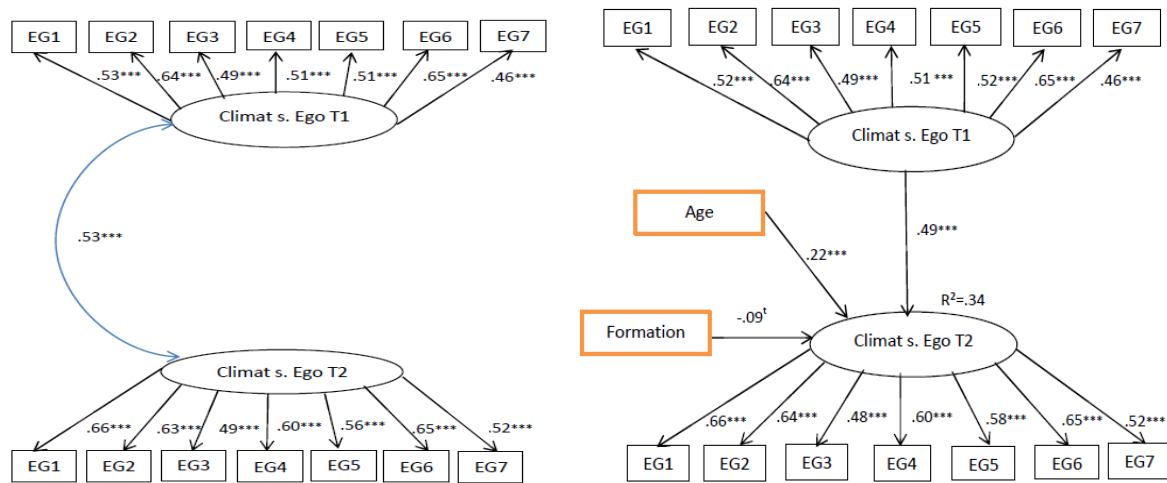 EG1 EG2 EG3 EG4 EG5 EG6 EG7
.53*** .64*** .49*** .51*** .51*** .65*** .46***
Climat s. Ego T1
.53***
Climat s. Ego T2
.66*** .63*** 49*** .60*** .56*** .65*** .52***
EG1 EG2 EG3 EG4 EG5 EG6 EG7
EG1 EG2 EG3 EG4 EG5 EG6 EG7
.52*** .64*** .49*** .51 *** .52*** .65*** .46***
Climat s. Ego T1
Age
.49***
.22***
R²=.34
Formation
-.09ᵗ
Climat s. Ego T2
.66*** .64*** .48*** .60*** .58*** .65*** .52***
EG1 EG2 EG3 EG4 EG5 EG6 EG7